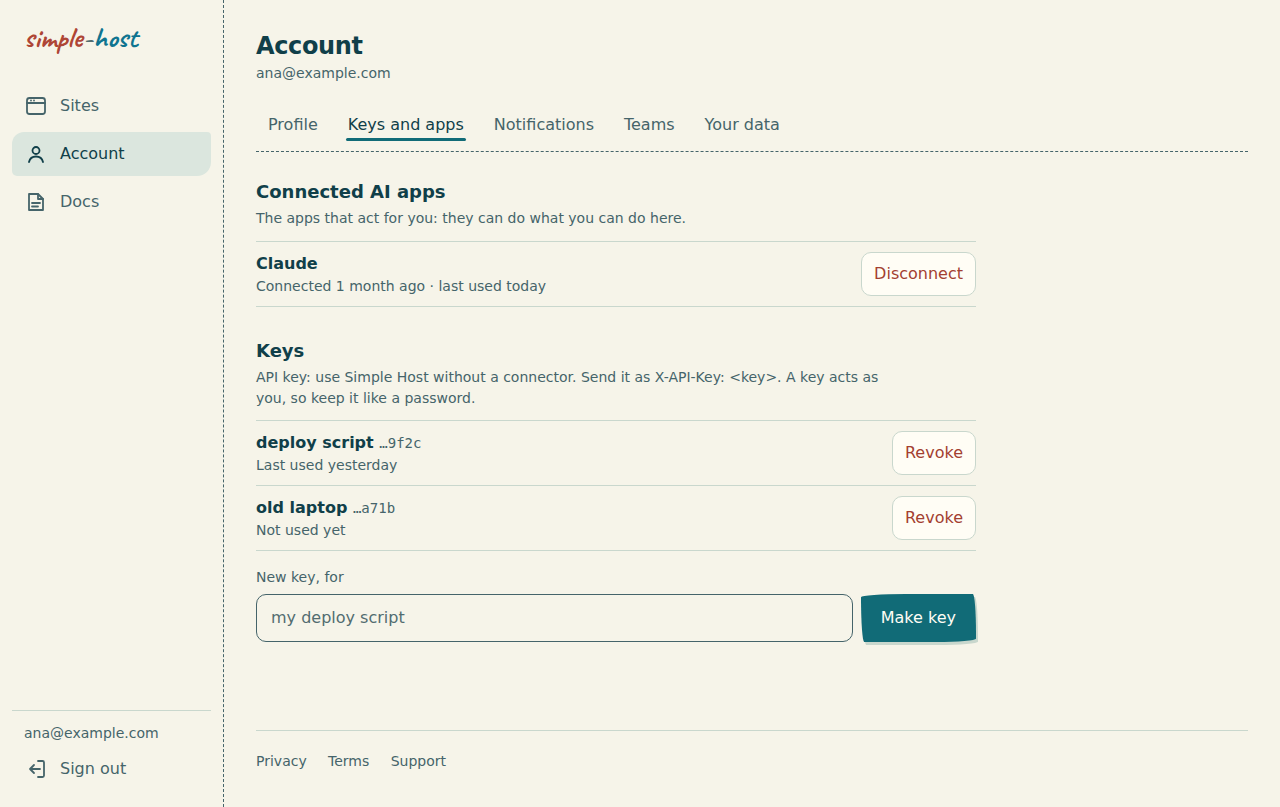 simple-host
Sites
Account
Docs
ana@example.com
Sign out
Account
ana@example.com
Profile Keys and apps Notifications Teams Your data
Connected AI apps
The apps that act for you: they can do what you can do here.
Claude
Connected 1 month ago · last used today
Disconnect
Keys
API key: use Simple Host without a connector. Send it as X-API-Key: <key>. A key acts as
you, so keep it like a password.
deploy script …9f2c
Last used yesterday
Revoke
old laptop …a71b
Not used yet
Revoke
New key, for
my deploy script
Make key
Privacy Terms Support